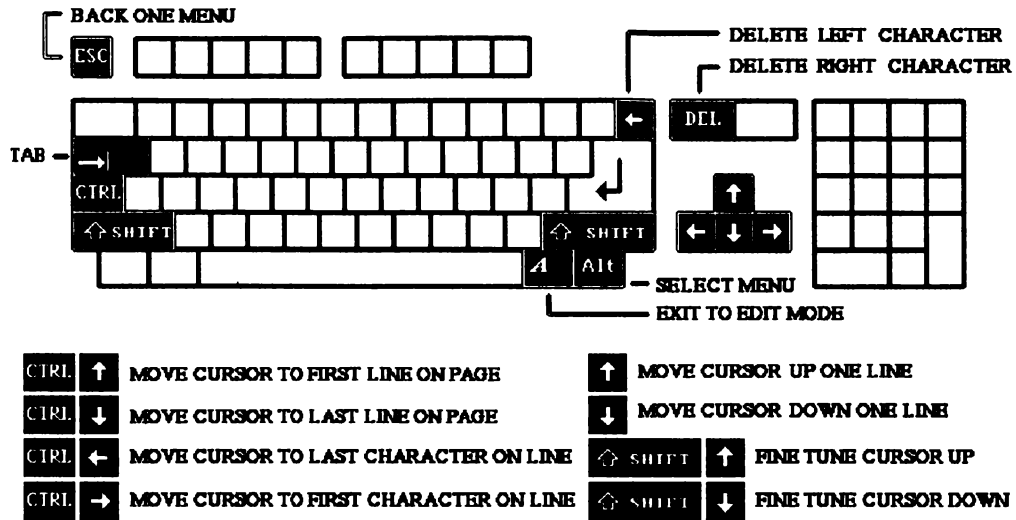 BACK ONE MENU
ESC
DELETE LEFT CHARACTER
DELETE RIGHT CHARACTER
← DEL
TAB →|
CTRL
⇧ SHIFT ⇧ SHIFT
↑
← ↓ →
A Alt
SELECT MENU
EXIT TO EDIT MODE
CTRL ↑ MOVE CURSOR TO FIRST LINE ON PAGE
CTRL ↓ MOVE CURSOR TO LAST LINE ON PAGE
CTRL ← MOVE CURSOR TO LAST CHARACTER ON LINE
CTRL → MOVE CURSOR TO FIRST CHARACTER ON LINE
↑ MOVE CURSOR UP ONE LINE
↓ MOVE CURSOR DOWN ONE LINE
⇧ SHIFT ↑ FINE TUNE CURSOR UP
⇧ SHIFT ↓ FINE TUNE CURSOR DOWN